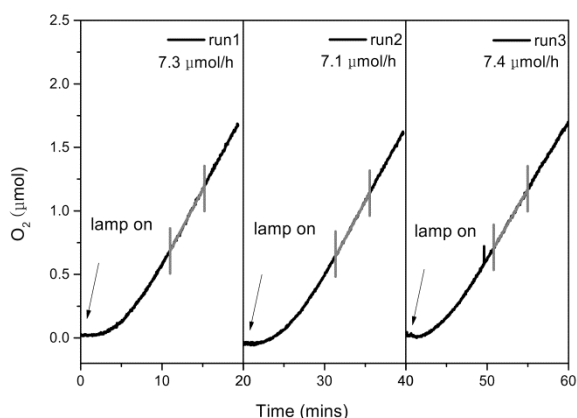 run1
7.3 μmol/h
run2
7.1 μmol/h
run3
7.4 μmol/h
lamp on
lamp on
lamp on
O₂ (μmol)
2.5
2.0
1.5
1.0
0.5
0.0
0 10 20 30 40 50 60
Time (mins)